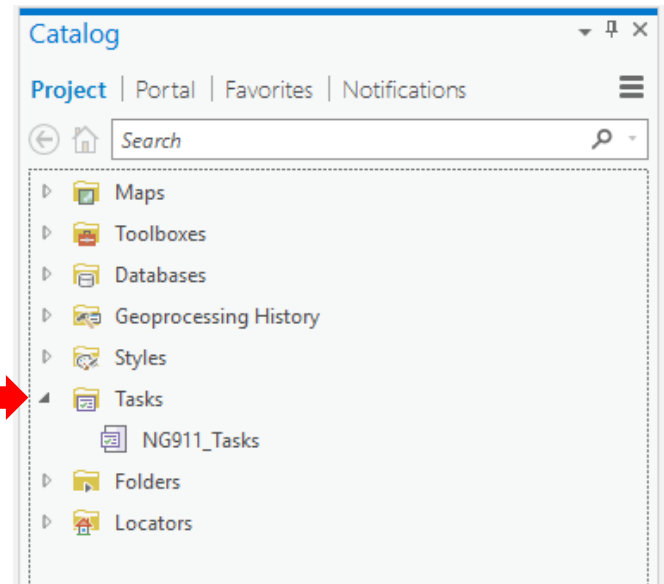 Catalog
Project | Portal | Favorites | Notifications
Search
Maps
Toolboxes
Databases
Geoprocessing History
Styles
Tasks
NG911_Tasks
Folders
Locators